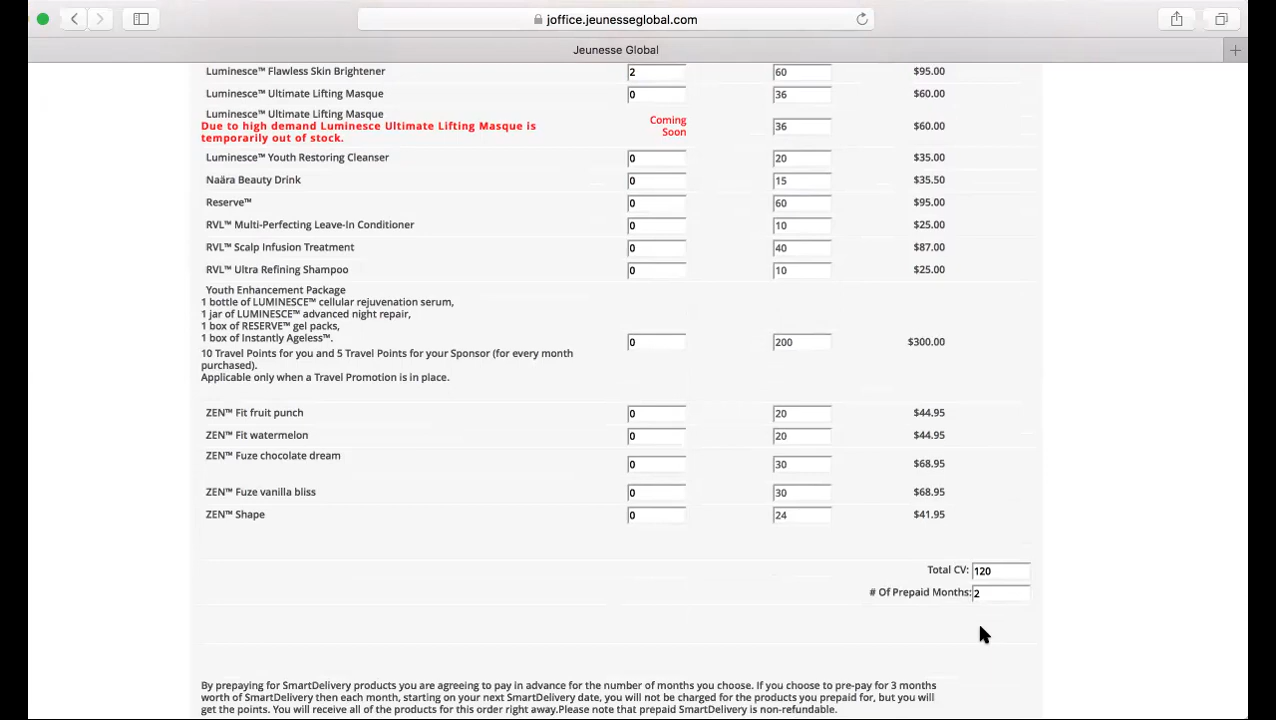 joffice.jeunesseglobal.com
Jeunesse Global
Luminesce™ Flawless Skin Brightener 2 60 $95.00
Luminesce™ Ultimate Lifting Masque 0 36 $60.00
Luminesce™ Ultimate Lifting Masque
Due to high demand Luminesce Ultimate Lifting Masque is
temporarily out of stock.
Coming
Soon
36 $60.00
Luminesce™ Youth Restoring Cleanser 0 20 $35.00
Naära Beauty Drink 0 15 $35.50
Reserve™ 0 60 $95.00
RVL™ Multi-Perfecting Leave-In Conditioner 0 10 $25.00
RVL™ Scalp Infusion Treatment 0 40 $87.00
RVL™ Ultra Refining Shampoo 0 10 $25.00
Youth Enhancement Package
1 bottle of LUMINESCE™ cellular rejuvenation serum,
1 jar of LUMINESCE™ advanced night repair,
1 box of RESERVE™ gel packs,
1 box of Instantly Ageless™.
0 200 $300.00
10 Travel Points for you and 5 Travel Points for your Sponsor (for every month
purchased).
Applicable only when a Travel Promotion is in place.
ZEN™ Fit fruit punch 0 20 $44.95
ZEN™ Fit watermelon 0 20 $44.95
ZEN™ Fuze chocolate dream 0 30 $68.95
ZEN™ Fuze vanilla bliss 0 30 $68.95
ZEN™ Shape 0 24 $41.95
Total CV: 120
# Of Prepaid Months: 2
By prepaying for SmartDelivery products you are agreeing to pay in advance for the number of months you choose. If you choose to pre-pay for 3 months
worth of SmartDelivery then each month, starting on your next SmartDelivery date, you will not be charged for the products you prepaid for, but you will
get the points. You will receive all of the products for this order right away.Please note that prepaid SmartDelivery is non-refundable.